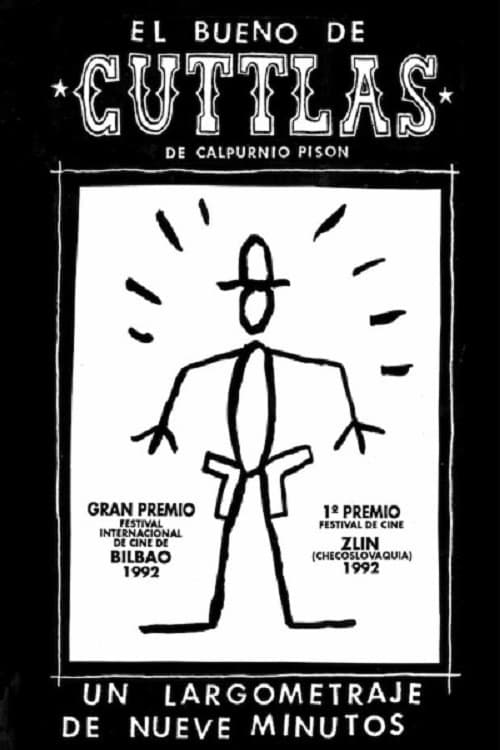 EL BUENO DE
CUTTLAS
DE CALPURNIO PISON
GRAN PREMIO
FESTIVAL
INTERNACIONAL
DE CINE DE
BILBAO
1992
1º PREMIO
FESTIVAL DE CINE
ZLIN
(CHECOSLOVAQUIA)
1992
UN LARGOMETRAJE
DE NUEVE MINUTOS